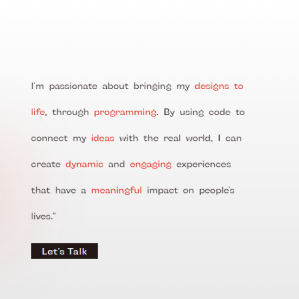 I'm passionate about bringing my designs to
life, through programming. By using code to
connect my ideas with the real world, I can
create dynamic and engaging experiences
that have a meaningful impact on people's
lives."
Let's Talk